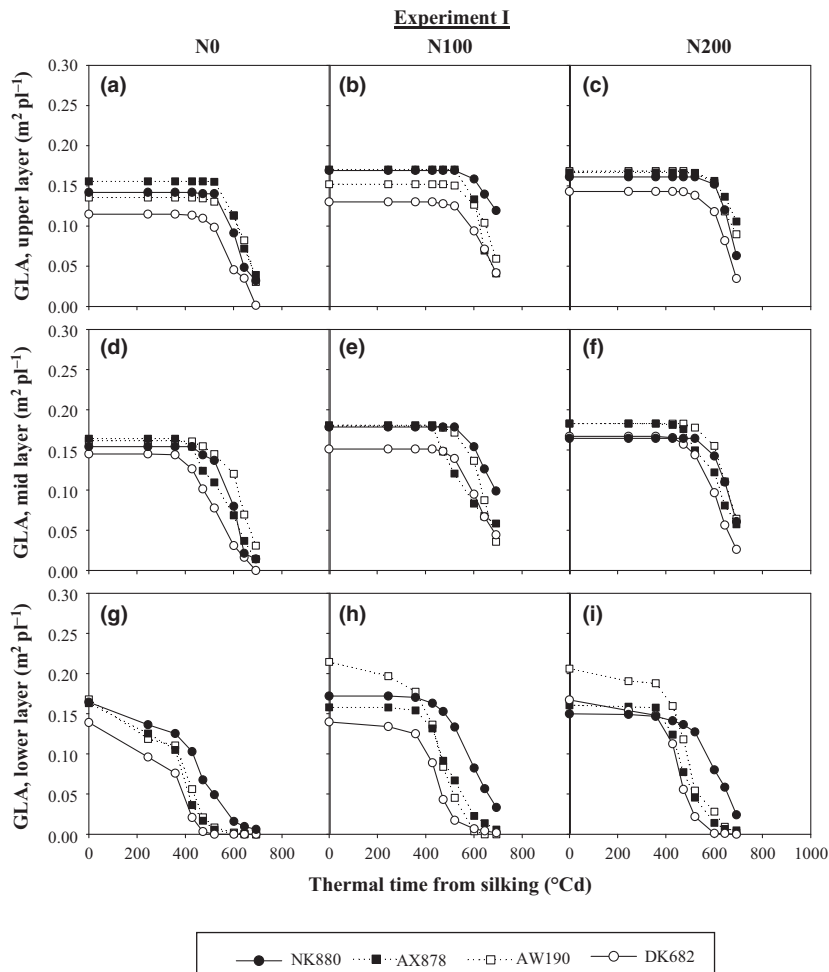 Experiment I
N0 N100 N200
GLA, upper layer (m² pl⁻¹)
0.30
0.25
0.20
0.15
0.10
0.05
0.00
(a) (b) (c)
GLA, mid layer (m² pl⁻¹)
0.30
0.25
0.20
0.15
0.10
0.05
0.00
(d) (e) (f)
GLA, lower layer (m² pl⁻¹)
0.30
0.25
0.20
0.15
0.10
0.05
0.00
(g) (h) (i)
0 200 400 600 800 0 200 400 600 800 0 200 400 600 800 1000
Thermal time from silking (°Cd)
NK880 AX878 AW190 DK682